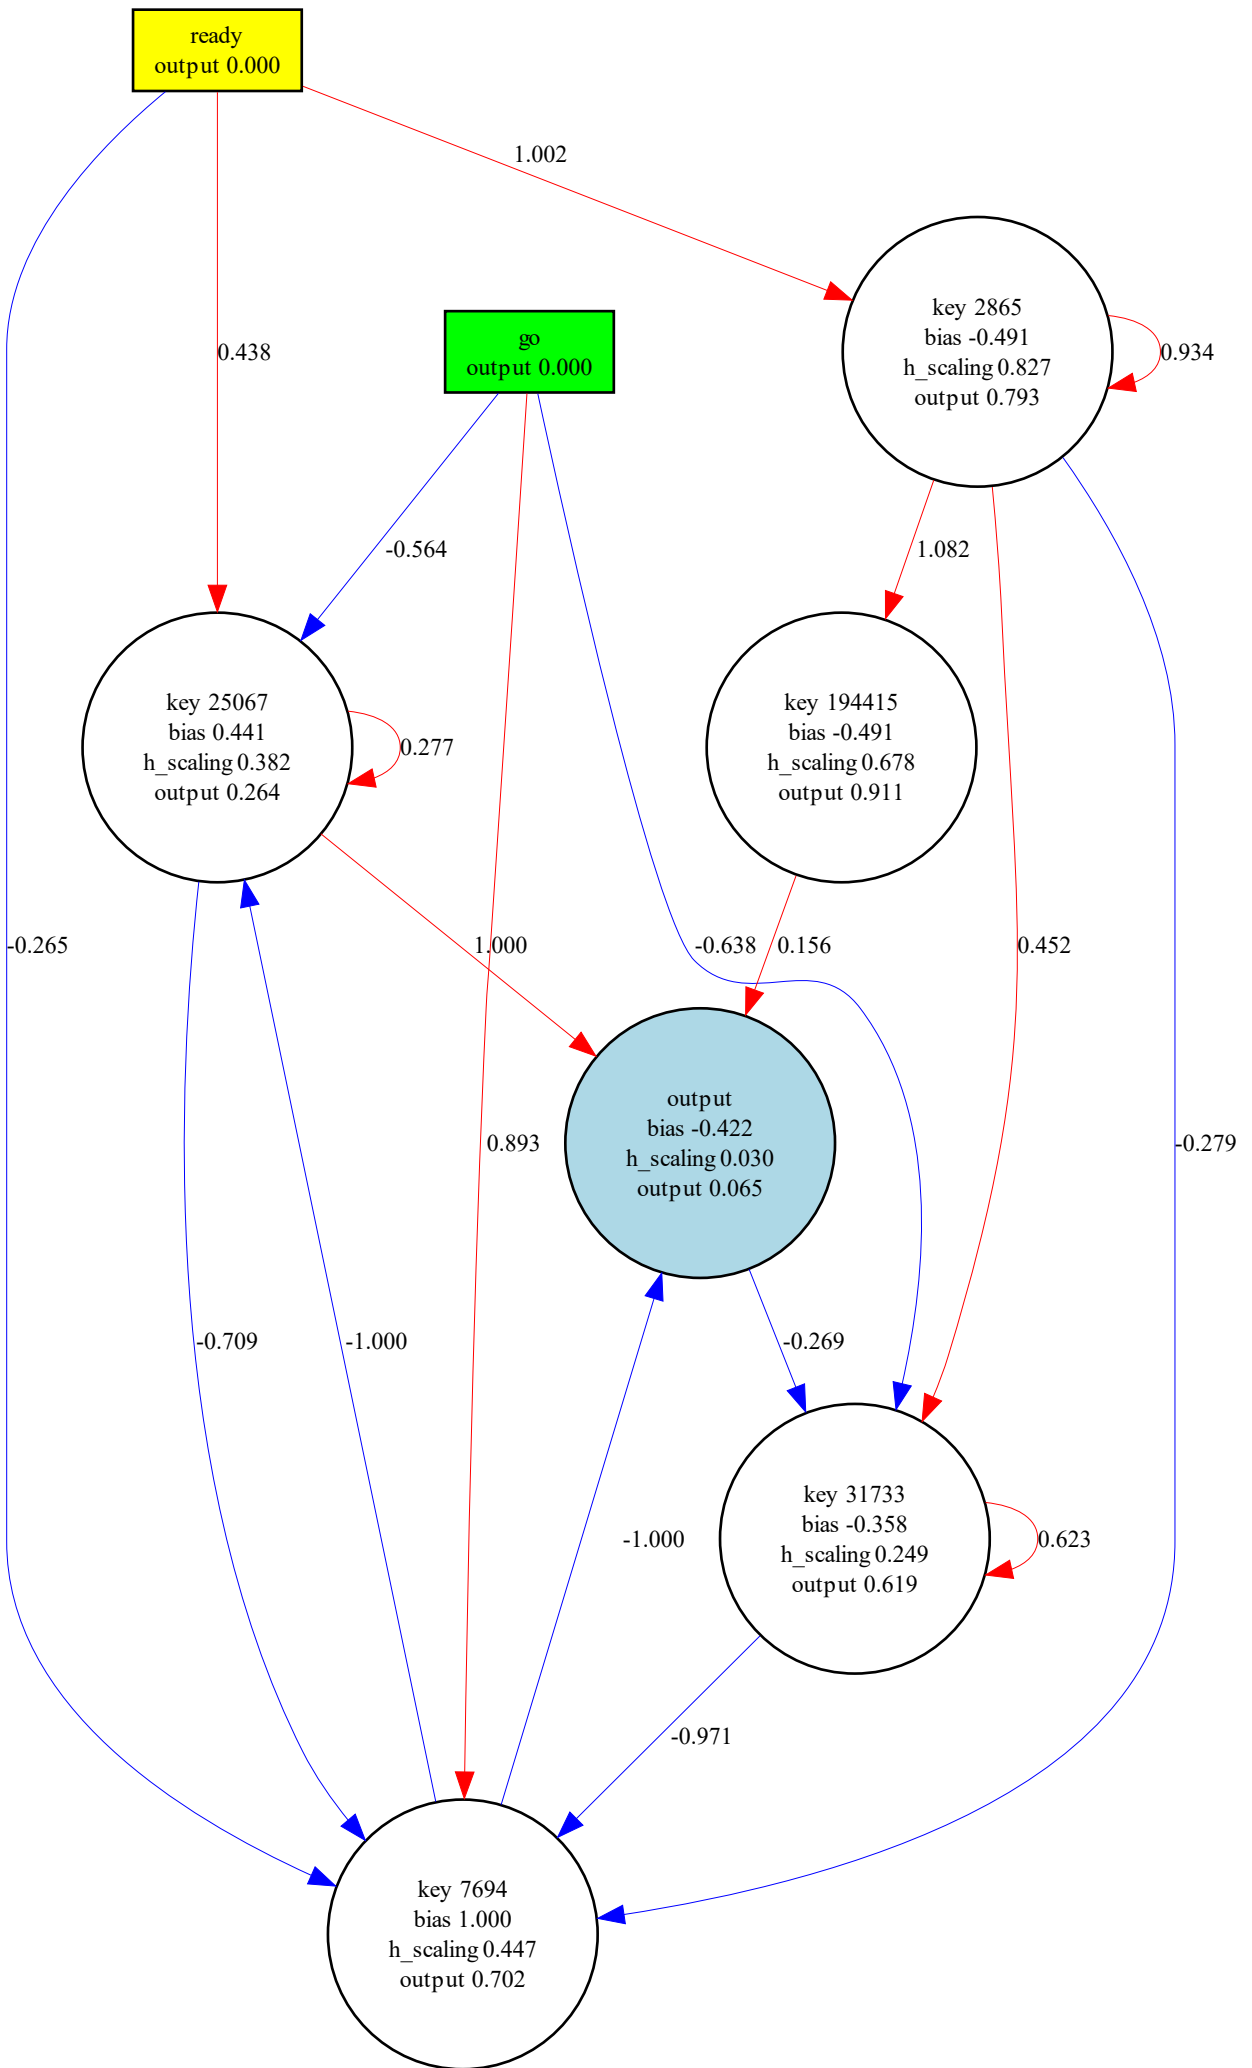 ready
output 0.000
1.002
key 2865
bias -0.491
h_scaling 0.827
output 0.793
0.934
go
output 0.000
0.438
-0.564
1.082
key 25067
bias 0.441
h_scaling 0.382
output 0.264
0.277
key 194415
bias -0.491
h_scaling 0.678
output 0.911
-0.265
1.000
-0.638
0.156
0.452
output
bias -0.422
h_scaling 0.030
output 0.065
0.893
-0.279
-0.709
-1.000
-0.269
key 31733
bias -0.358
h_scaling 0.249
output 0.619
-1.000
0.623
-0.971
key 7694
bias 1.000
h_scaling 0.447
output 0.702